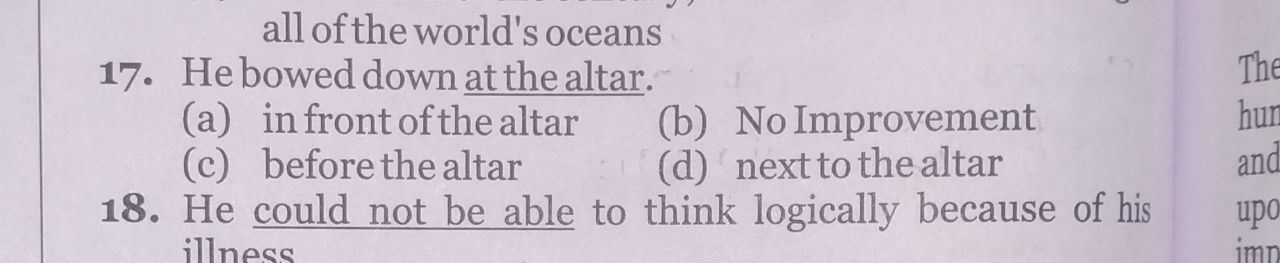 all of the world's oceans
17. He bowed down at the altar.
(a) in front of the altar (b) No Improvement
(c) before the altar (d) next to the altar
18. He could not be able to think logically because of his
illness
The
and
upo